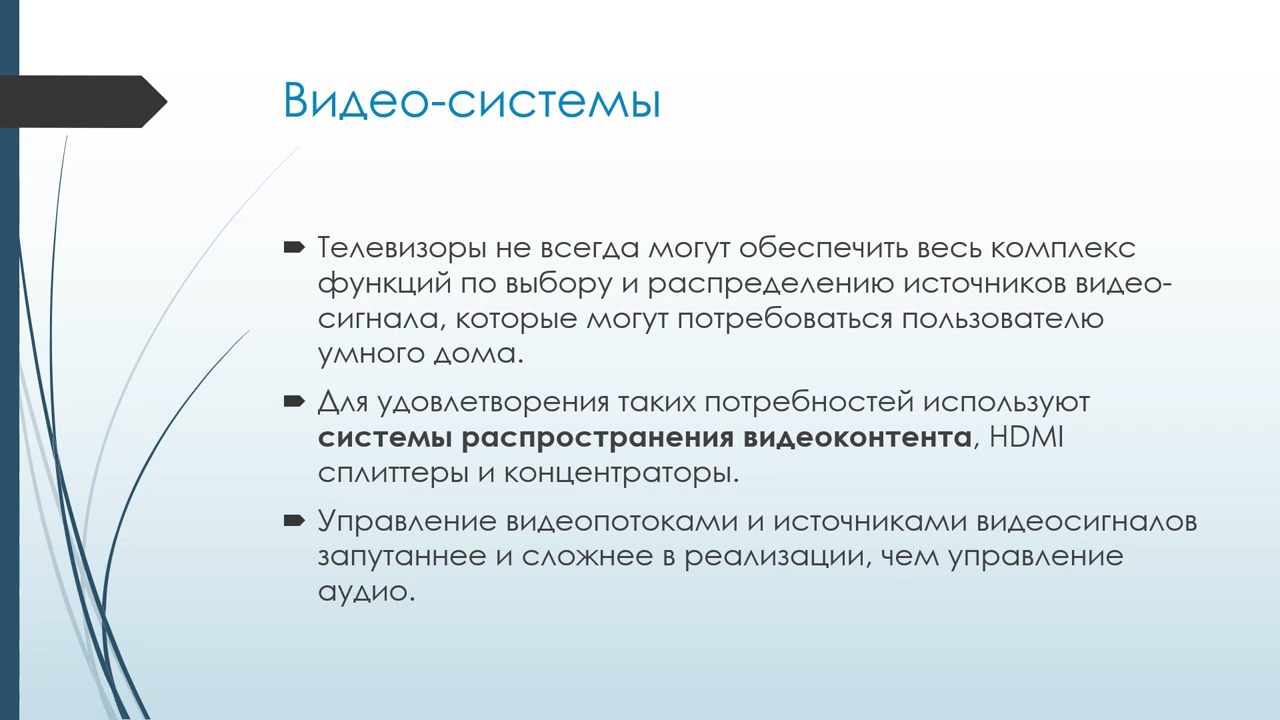 Видео-системы
Телевизоры не всегда могут обеспечить весь комплекс
функций по выбору и распределению источников видео-
сигнала, которые могут потребоваться пользователю
умного дома.
Для удовлетворения таких потребностей используют
системы распространения видеоконтента, HDMI
сплиттеры и концентраторы.
Управление видеопотоками и источниками видеосигналов
запутаннее и сложнее в реализации, чем управление
аудио.